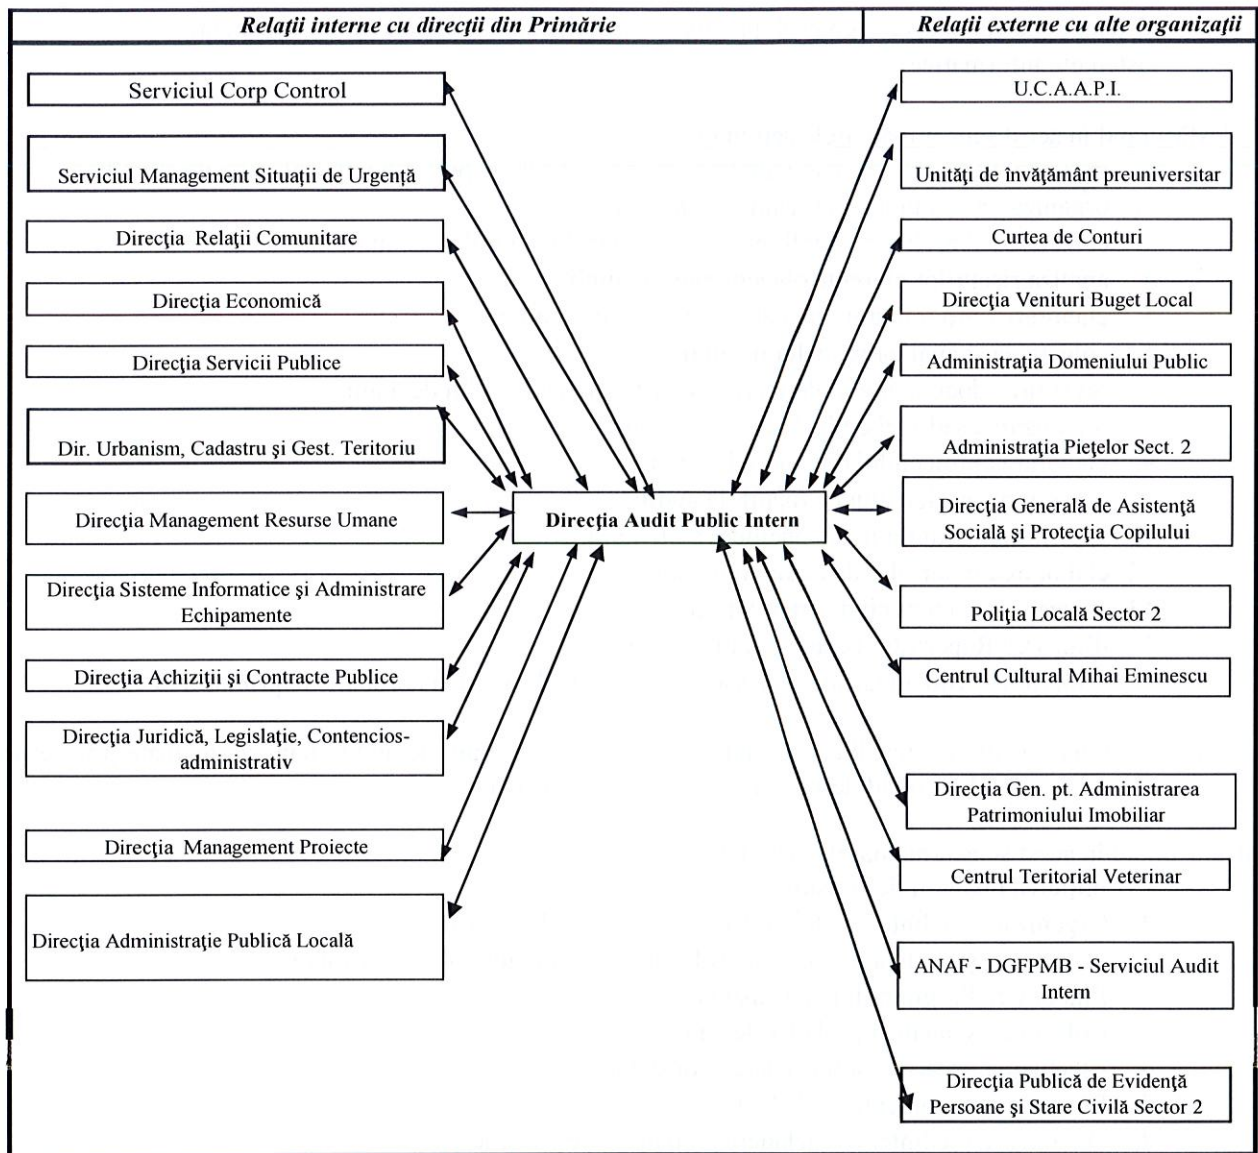 Relaţii interne cu direcţii din Primărie
Relaţii externe cu alte organizaţii
Serviciul Corp Control
Serviciul Management Situații de Urgență
Direcţia Relaţii Comunitare
Direcţia Economică
Direcţia Servicii Publice
Dir. Urbanism, Cadastru şi Gest. Teritoriu
Direcţia Management Resurse Umane
Direcţia Sisteme Informatice şi Administrare
Echipamente
Direcţia Achiziţii şi Contracte Publice
Direcţia Juridică, Legislaţie, Contencios-
administrativ
Direcţia Management Proiecte
Direcţia Administraţie Publică Locală
Direcţia Audit Public Intern
U.C.A.A.P.I.
Unităţi de învăţământ preuniversitar
Curtea de Conturi
Direcţia Venituri Buget Local
Administraţia Domeniului Public
Administraţia Pieţelor Sect. 2
Direcţia Generală de Asistenţă
Socială şi Protecţia Copilului
Poliţia Locală Sector 2
Centrul Cultural Mihai Eminescu
Direcţia Gen. pt. Administrarea
Patrimoniului Imobiliar
Centrul Teritorial Veterinar
ANAF - DGFPMB - Serviciul Audit
Intern
Direcţia Publică de Evidenţă
Persoane şi Stare Civilă Sector 2